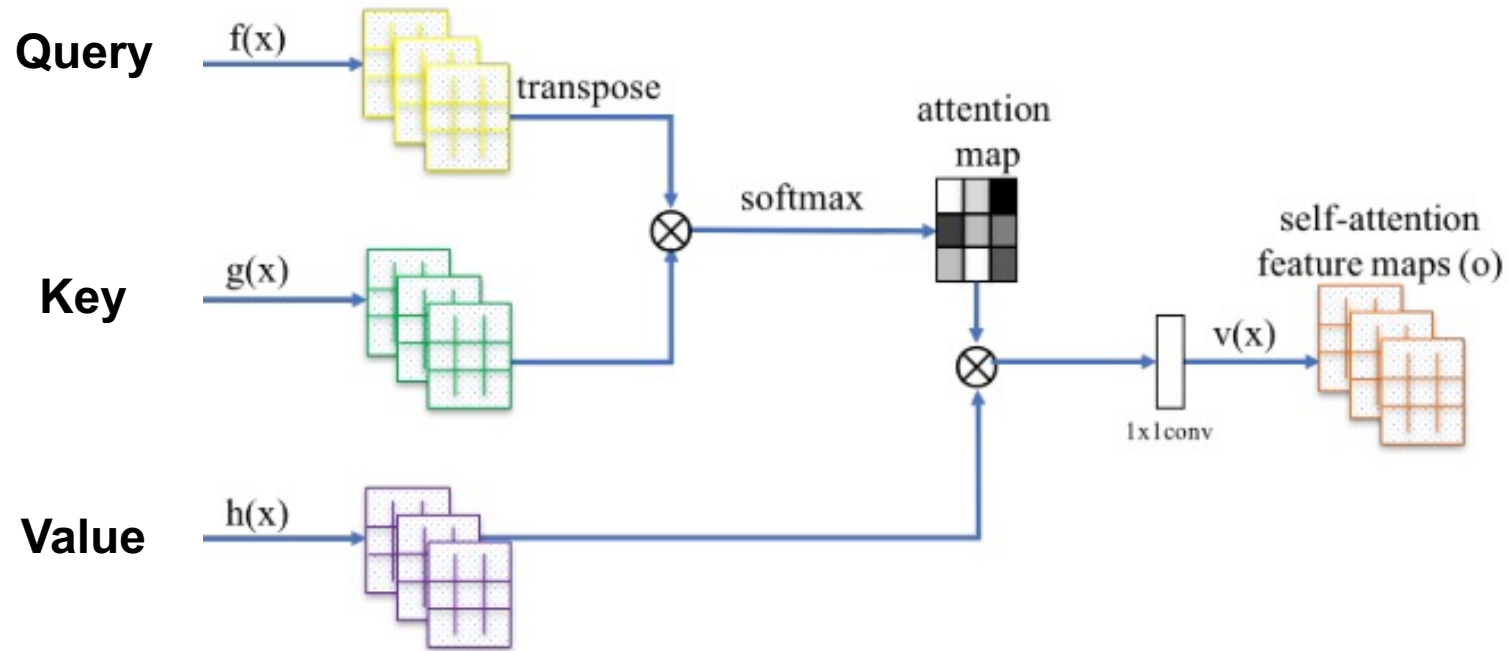 Query
f(x)
transpose
attention
map
softmax
self-attention
feature maps (o)
Key
g(x)
v(x)
1x1conv
Value
h(x)